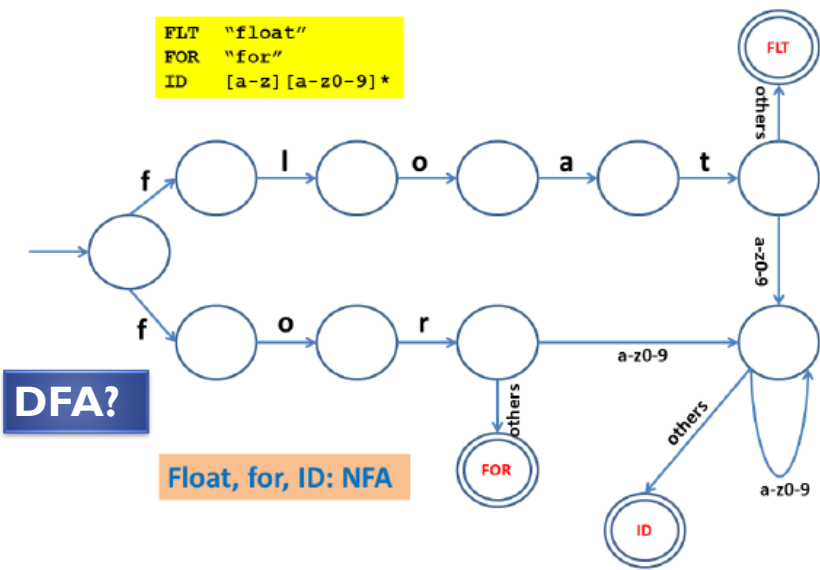 FLT "float"
FOR "for"
ID [a-z][a-z0-9]*
FLT
others
f
l
o
a
t
a-z0-9
f
o
r
a-z0-9
others
others
DFA?
FOR
Float, for, ID: NFA
a-z0-9
ID